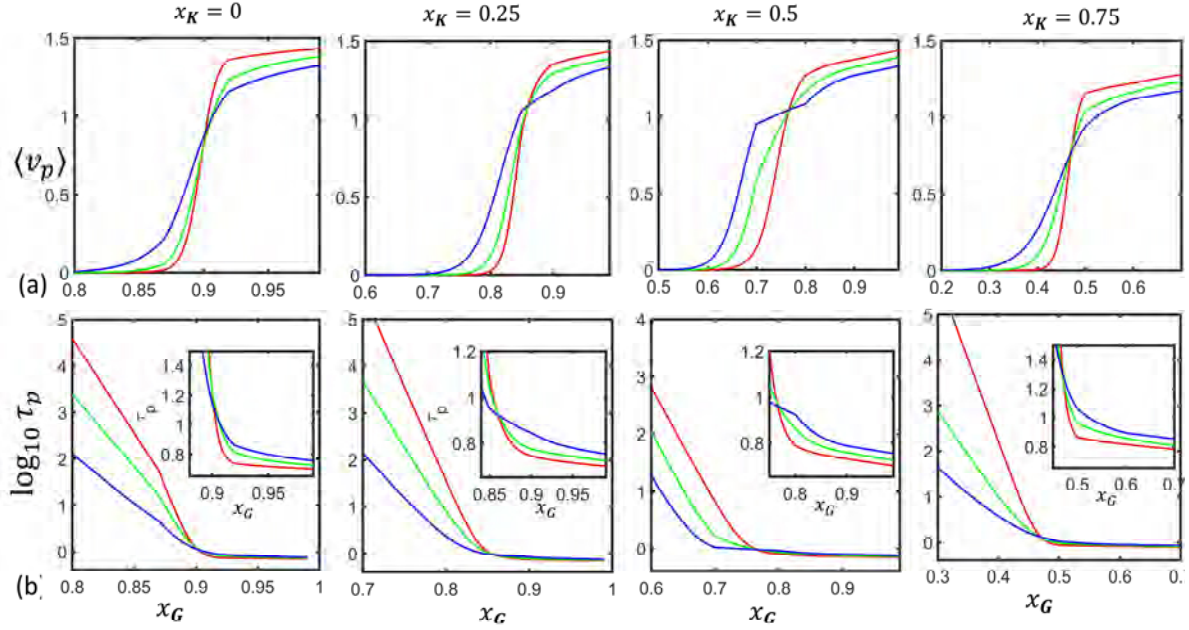 x_K = 0
x_K = 0.25
x_K = 0.5
x_K = 0.75
⟨v_p⟩
1.5
1
0.5
0
0.8 0.85 0.9 0.95
1.5
1
0.5
0
0.6 0.7 0.8 0.9
1.5
1
0.5
0
0.5 0.6 0.7 0.8 0.9
1.5
1
0.5
0
0.2 0.3 0.4 0.5 0.6
(a)
log₁₀ τ_p
5
4
3
2
1
0
0.8 0.85 0.9 0.95 1
x_G
1.4
1.2
1
0.8
τ_p
0.9 0.95
x_G
5
4
3
2
1
0
0.7 0.8 0.9 1
x_G
1.2
1
0.8
τ_p
0.85 0.9 0.95
x_G
4
3
2
1
0
0.6 0.7 0.8 0.9
x_G
1.2
1
0.8
0.8 0.9
x_G
5
4
3
2
1
0
0.3 0.4 0.5 0.6 0.7
x_G
1.4
1.2
1
0.8
0.5 0.6 0.7
x_G
(b)